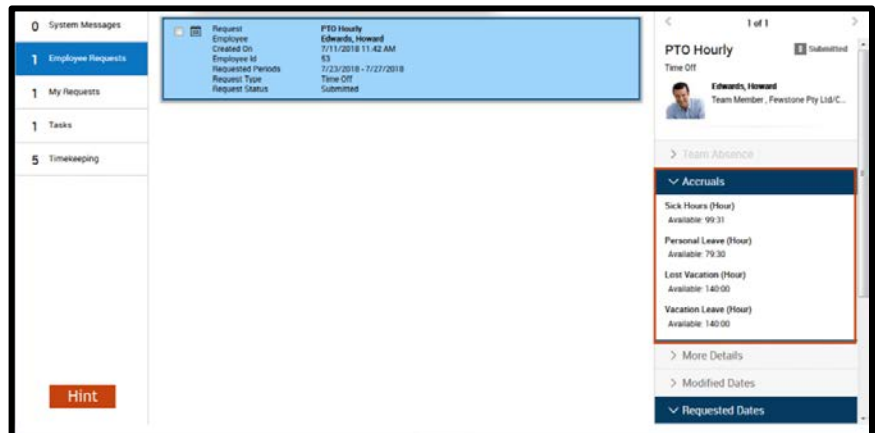 0 System Messages
1 Employee Requests
1 My Requests
1 Tasks
5 Timekeeping
Hint
Request PTO Hourly
Employee Edwards, Howard
Created On 7/11/2018 11:42 AM
Employee Id 53
Requested Periods 7/23/2018 - 7/27/2018
Request Type Time Off
Request Status Submitted
1 of 1
PTO Hourly Submitted
Time Off
Edwards, Howard
Team Member , Fewstone Pty Ltd/C...
Team Absence
Accruals
Sick Hours (Hour)
Available: 99:31
Personal Leave (Hour)
Available: 79:30
Lost Vacation (Hour)
Available: 140:00
Vacation Leave (Hour)
Available: 140:00
More Details
Modified Dates
Requested Dates